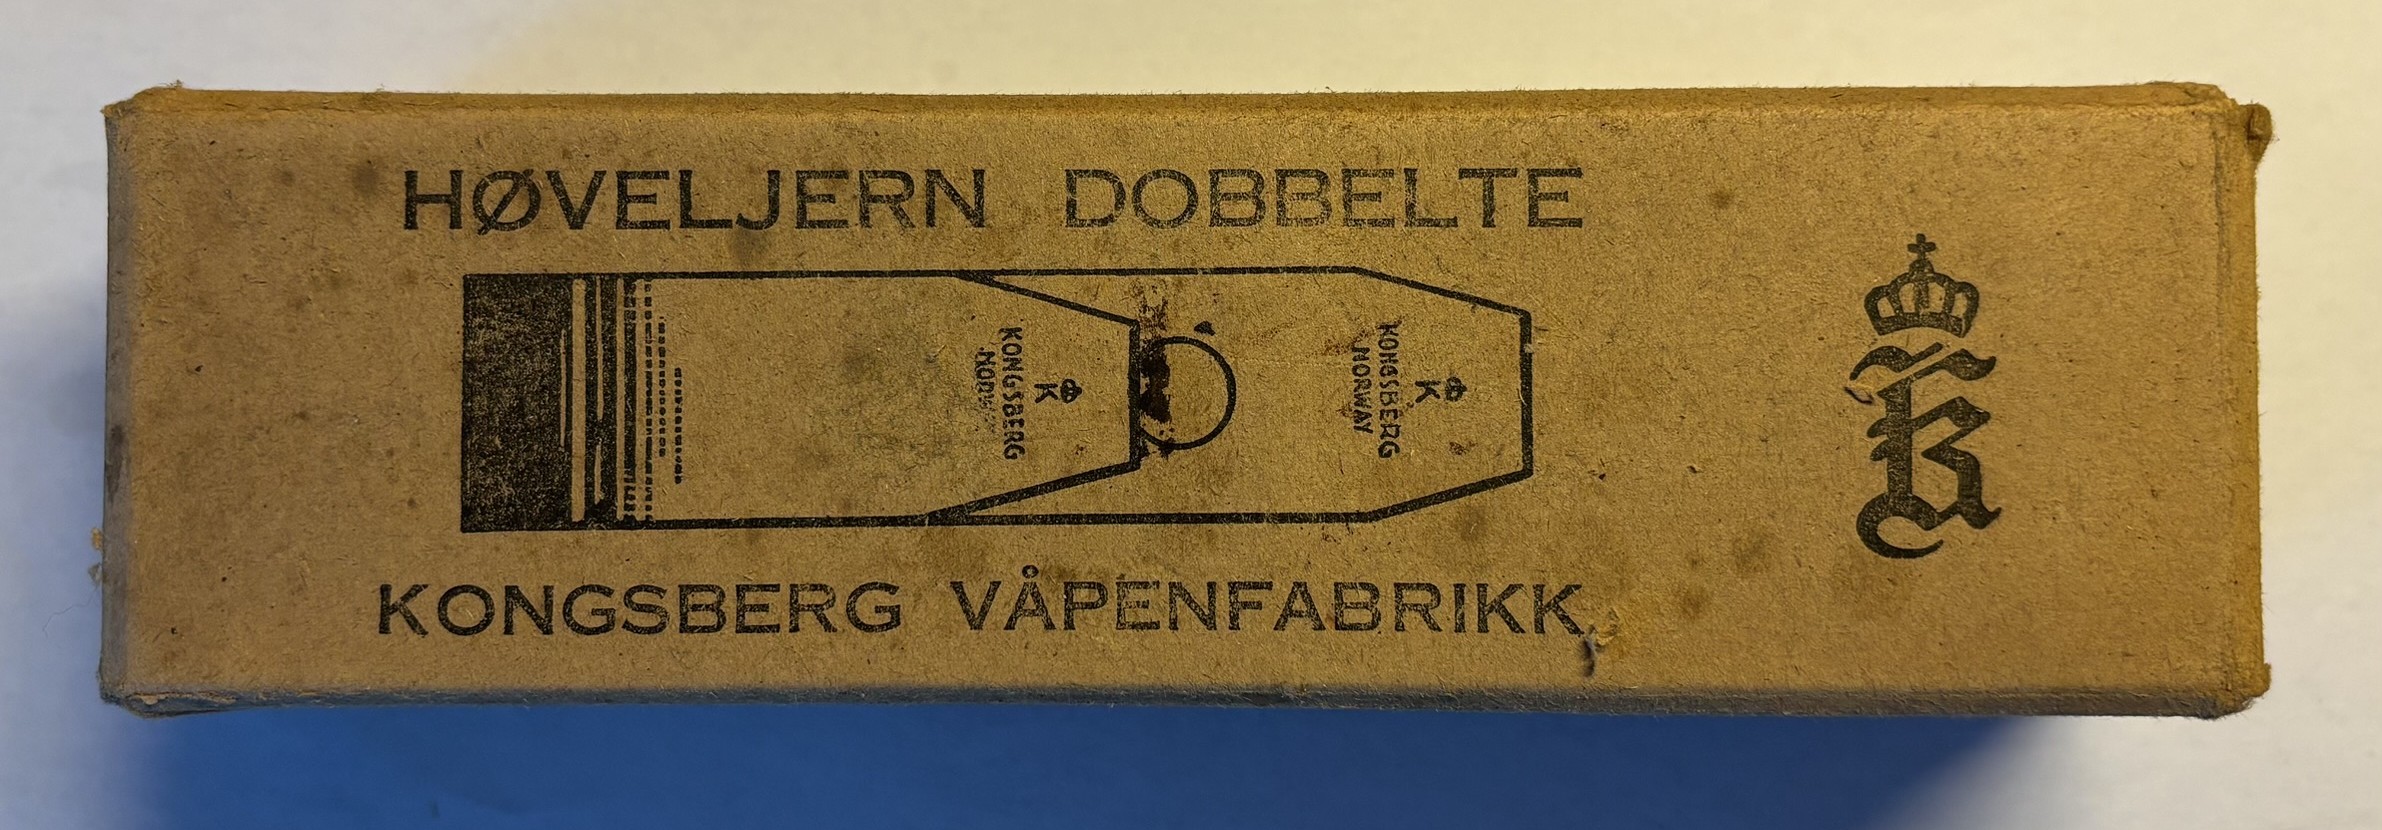 HØVELJERN DOBBELTE
K
KONGSBERG
K
KONGSBERG
NORWAY
K
KONGSBERG VÅPENFABRIKK